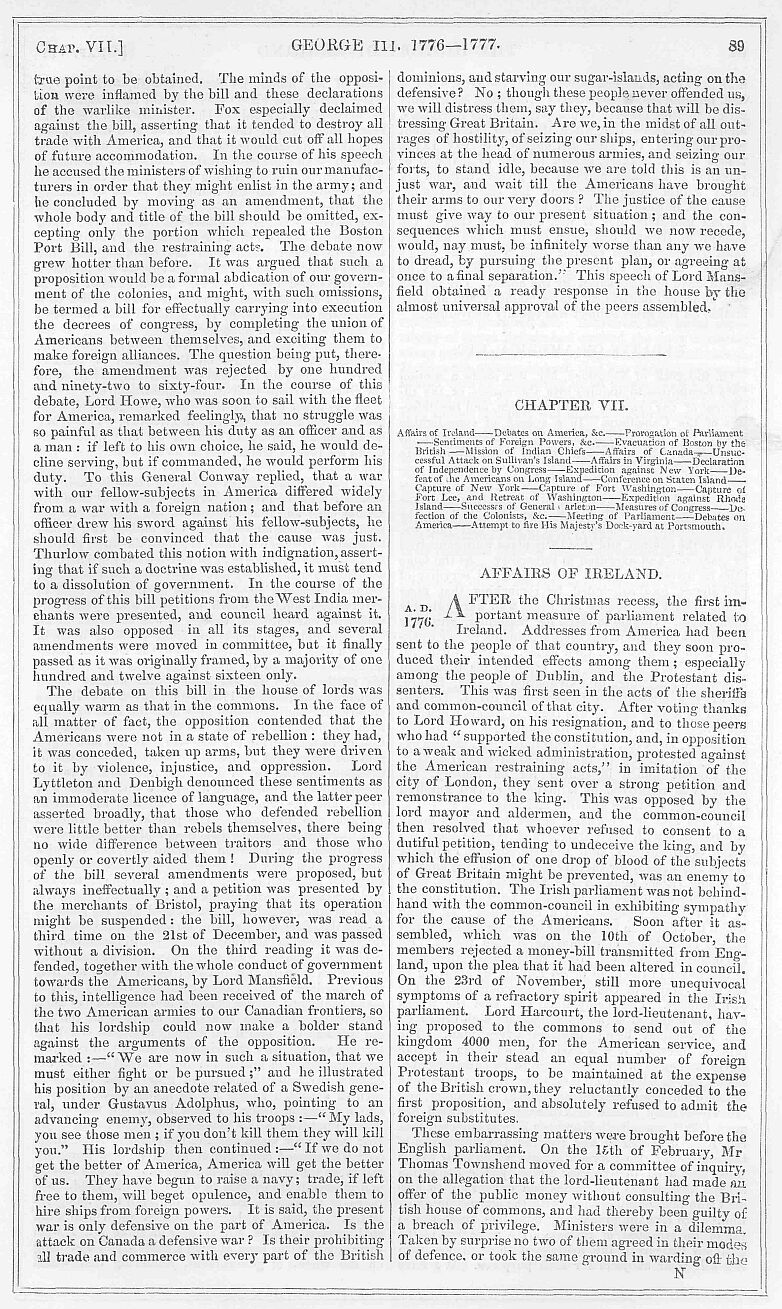 CHAP. VII.] GEORGE III. 1776—1777. 89
true point to be obtained. The minds of the opposi-
tion were inflamed by the bill and these declarations
of the warlike minister. Fox especially declaimed
against the bill, asserting that it tended to destroy all
trade with America, and that it would cut off all hopes
of future accommodation. In the course of his speech
he accused the ministers of wishing to ruin our manufac-
turers in order that they might enlist in the army; and
he concluded by moving as an amendment, that the
whole body and title of the bill should be omitted, ex-
cepting only the portion which repealed the Boston
Port Bill, and the restraining acts. The debate now
grew hotter than before. It was argued that such a
proposition would be a formal abdication of our govern-
ment of the colonies, and might, with such omissions,
be termed a bill for effectually carrying into execution
the decrees of congress, by completing the union of
Americans between themselves, and exciting them to
make foreign alliances. The question being put, there-
fore, the amendment was rejected by one hundred
and ninety-two to sixty-four. In the course of this
debate, Lord Howe, who was soon to sail with the fleet
for America, remarked feelingly, that no struggle was
so painful as that between his duty as an officer and as
a man: if left to his own choice, he said, he would de-
cline serving, but if commanded, he would perform his
duty. To this General Conway replied, that a war
with our fellow-subjects in America differed widely
from a war with a foreign nation; and that before an
officer drew his sword against his fellow-subjects, he
should first be convinced that the cause was just.
Thurlow combated this notion with indignation, assert-
ing that if such a doctrine was established, it must tend
to a dissolution of government. In the course of the
progress of this bill petitions from the West India mer-
chants were presented, and council heard against it.
It was also opposed in all its stages, and several
amendments were moved in committee, but it finally
passed as it was originally framed, by a majority of one
hundred and twelve against sixteen only.
The debate on this bill in the house of lords was
equally warm as that in the commons. In the face of
all matter of fact, the opposition contended that the
Americans were not in a state of rebellion: they had,
it was conceded, taken up arms, but they were driven
to it by violence, injustice, and oppression. Lord
Lyttleton and Denbigh denounced these sentiments as
an immoderate licence of language, and the latter peer
asserted broadly, that those who defended rebellion
were little better than rebels themselves, there being
no wide difference between traitors and those who
openly or covertly aided them! During the progress
of the bill several amendments were proposed, but
always ineffectually; and a petition was presented by
the merchants of Bristol, praying that its operation
might be suspended: the bill, however, was read a
third time on the 21st of December, and was passed
without a division. On the third reading it was de-
fended, together with the whole conduct of government
towards the Americans, by Lord Mansfield. Previous
to this, intelligence had been received of the march of
the two American armies to our Canadian frontiers, so
that his lordship could now make a bolder stand
against the arguments of the opposition. He re-
marked:—“We are now in such a situation, that we
must either fight or be pursued;” and he illustrated
his position by an anecdote related of a Swedish gene-
ral, under Gustavus Adolphus, who, pointing to an
advancing enemy, observed to his troops:—“My lads,
you see those men; if you don't kill them they will kill
you.” His lordship then continued:—“If we do not
get the better of America, America will get the better
of us. They have begun to raise a navy; trade, if left
free to them, will beget opulence, and enable them to
hire ships from foreign powers. It is said, the present
war is only defensive on the part of America. Is the
attack on Canada a defensive war? Is their prohibiting
all trade and commerce with every part of the British
dominions, and starving our sugar-islands, acting on the
defensive? No; though these people never offended us,
we will distress them, say they, because that will be dis-
tressing Great Britain. Are we, in the midst of all out-
rages of hostility, of seizing our ships, entering our pro-
vinces at the head of numerous armies, and seizing our
forts, to stand idle, because we are told this is an un-
just war, and wait till the Americans have brought
their arms to our very doors? The justice of the cause
must give way to our present situation; and the con-
sequences which must ensue, should we now recede,
would, nay must, be infinitely worse than any we have
to dread, by pursuing the present plan, or agreeing at
once to a final separation.” This speech of Lord Mans-
field obtained a ready response in the house by the
almost universal approval of the peers assembled.
CHAPTER VII.
Affairs of Ireland——Debates on America, &c.——Prorogation of Parliament
——Sentiments of Foreign Powers, &c.——Evacuation of Boston by the
British——Mission of Indian Chiefs——Affairs of Canada——Unsuc-
cessful Attack on Sullivan's Island——Affairs in Virginia——Declaration
of Independence by Congress——Expedition against New York——De-
feat of the Americans on Long Island——Conference on Staten Island——
Capture of New York——Capture of Fort Washington——Capture of
Fort Lee, and Retreat of Washington——Expedition against Rhode
Island——Successes of General arleton——Measures of Congress——De-
fection of the Colonists, &c.——Meeting of Parliament——Debates on
America——Attempt to fire His Majesty's Dock-yard at Portsmouth.
AFFAIRS OF IRELAND.
A. D. 1776. AFTER the Christmas recess, the first im-
portant measure of parliament related to
Ireland. Addresses from America had been
sent to the people of that country, and they soon pro-
duced their intended effects among them; especially
among the people of Dublin, and the Protestant dis-
senters. This was first seen in the acts of the sheriffs
and common-council of that city. After voting thanks
to Lord Howard, on his resignation, and to those peers
who had “supported the constitution, and, in opposition
to a weak and wicked administration, protested against
the American restraining acts,” in imitation of the
city of London, they sent over a strong petition and
remonstrance to the king. This was opposed by the
lord mayor and aldermen, and the common-council
then resolved that whoever refused to consent to a
dutiful petition, tending to undeceive the king, and by
which the effusion of one drop of blood of the subjects
of Great Britain might be prevented, was an enemy to
the constitution. The Irish parliament was not behind-
hand with the common-council in exhibiting sympathy
for the cause of the Americans. Soon after it as-
sembled, which was on the 10th of October, the
members rejected a money-bill transmitted from Eng-
land, upon the plea that it had been altered in council.
On the 23rd of November, still more unequivocal
symptoms of a refractory spirit appeared in the Irish
parliament. Lord Harcourt, the lord-lieutenant, hav-
ing proposed to the commons to send out of the
kingdom 4000 men, for the American service, and
accept in their stead an equal number of foreign
Protestant troops, to be maintained at the expense
of the British crown, they reluctantly conceded to the
first proposition, and absolutely refused to admit the
foreign substitutes.
These embarrassing matters were brought before the
English parliament. On the 15th of February, Mr
Thomas Townshend moved for a committee of inquiry,
on the allegation that the lord-lieutenant had made an
offer of the public money without consulting the Bri-
tish house of commons, and had thereby been guilty of
a breach of privilege. Ministers were in a dilemma.
Taken by surprise no two of them agreed in their modes
of defence, or took the same ground in warding off the
N